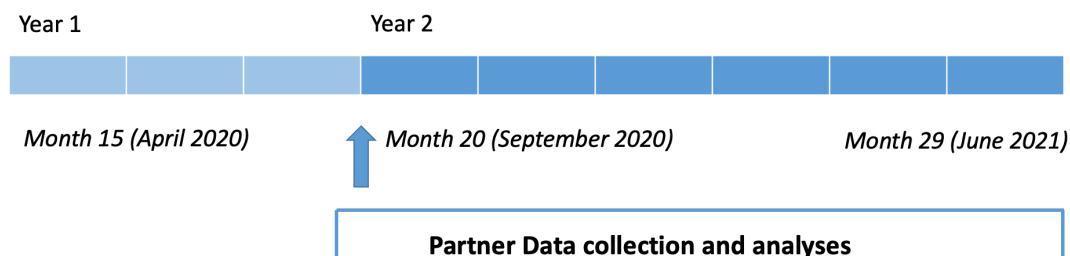 Year 1
Year 2
Month 15 (April 2020)
Month 20 (September 2020)
Month 29 (June 2021)
Partner Data collection and analyses